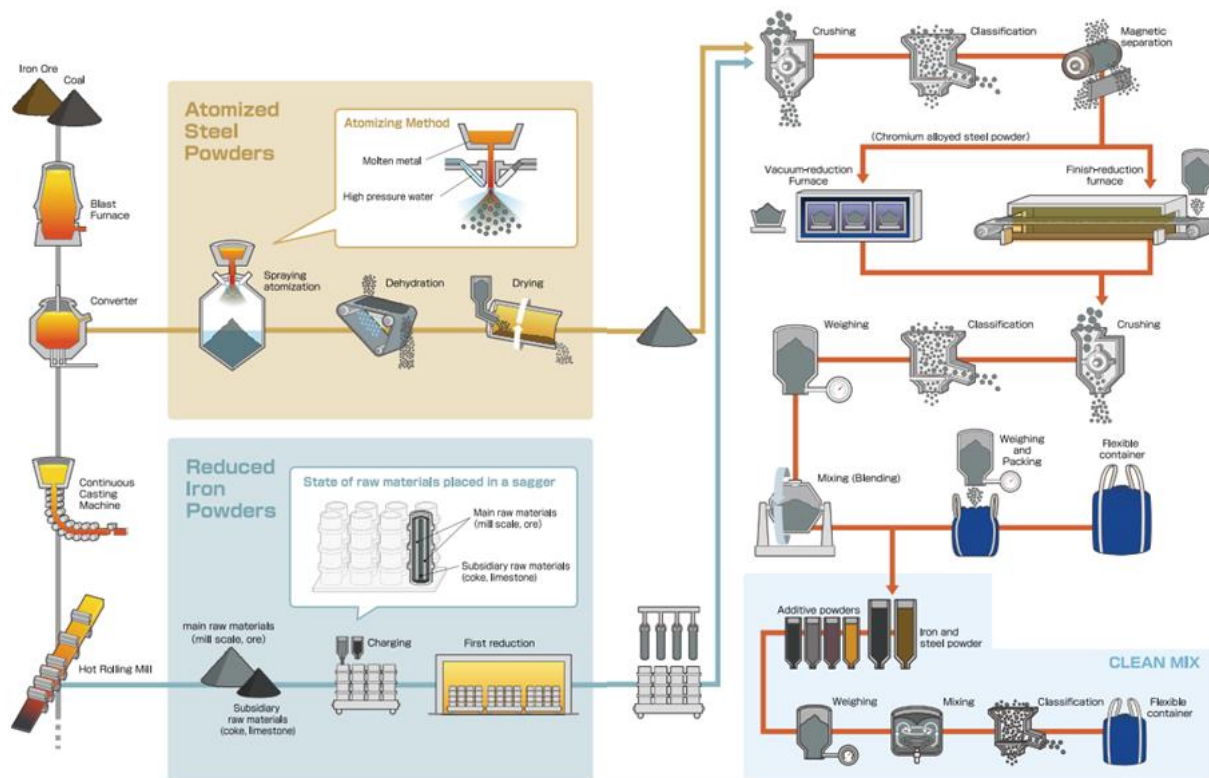 Iron Ore
Coal
Blast
Furnace
Converter
Continuous
Casting
Machine
Hot Rolling Mill
Atomized
Steel
Powders
Atomizing Method
Molten metal
High pressure water
Spraying
atomization
Dehydration
Drying
Reduced
Iron
Powders
State of raw materials placed in a sagger
Main raw materials
(mill scale, ore)
Subsidiary raw materials
(coke, limestone)
main raw materials
(mill scale, ore)
Subsidiary
raw materials
(coke, limestone)
Charging
First reduction
Crushing
Classification
Magnetic
separation
(Chromium alloyed steel powder)
Vacuum-reduction
Furnace
Finish-reduction
furnace
Weighing
Classification
Crushing
Mixing (Blending)
Weighing
and
Packing
Flexible
container
Additive powders
Iron and
steel powder
CLEAN MIX
Weighing
Mixing
Classification
Flexible
container